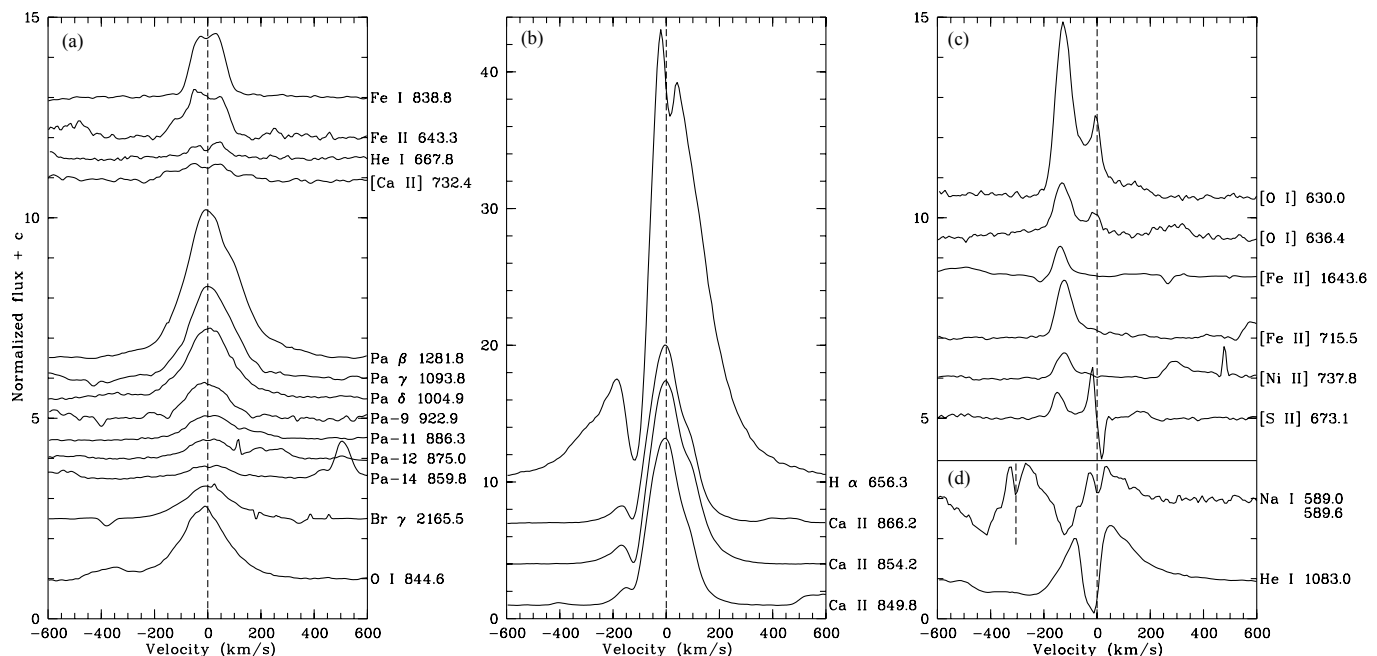 (a)
15
10
5
0
Normalized flux + c
Fe I 838.8
Fe II 643.3
He I 667.8
[Ca II] 732.4
Pa β 1281.8
Pa γ 1093.8
Pa δ 1004.9
Pa-9 922.9
Pa-11 886.3
Pa-12 875.0
Pa-14 859.8
Br γ 2165.5
O I 844.6
-600 -400 -200 0 200 400 600
Velocity (km/s)
(b)
40
30
20
10
0
H α 656.3
Ca II 866.2
Ca II 854.2
Ca II 849.8
-600 -400 -200 0 200 400 600
Velocity (km/s)
(c)
15
10
5
0
[O I] 630.0
[O I] 636.4
[Fe II] 1643.6
[Fe II] 715.5
[Ni II] 737.8
[S II] 673.1
(d)
Na I 589.0
589.6
He I 1083.0
-600 -400 -200 0 200 400 600
Velocity (km/s)